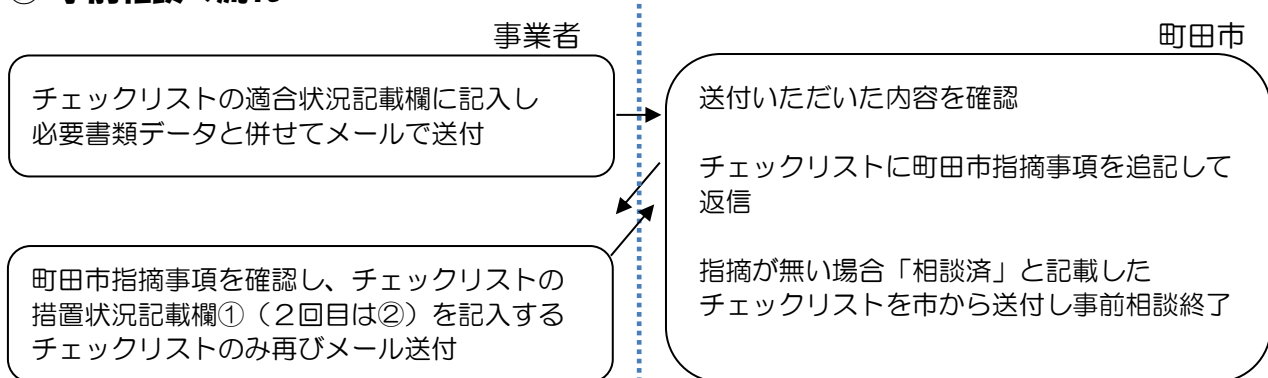 事業者
町田市
チェックリストの適合状況記載欄に記入し
必要書類データと併せてメールで送付
町田市指摘事項を確認し、チェックリストの
措置状況記載欄①（２回目は②）を記入する
チェックリストのみ再びメール送付
送付いただいた内容を確認
チェックリストに町田市指摘事項を追記して
返信
指摘が無い場合「相談済」と記載した
チェックリストを市から送付し事前相談終了